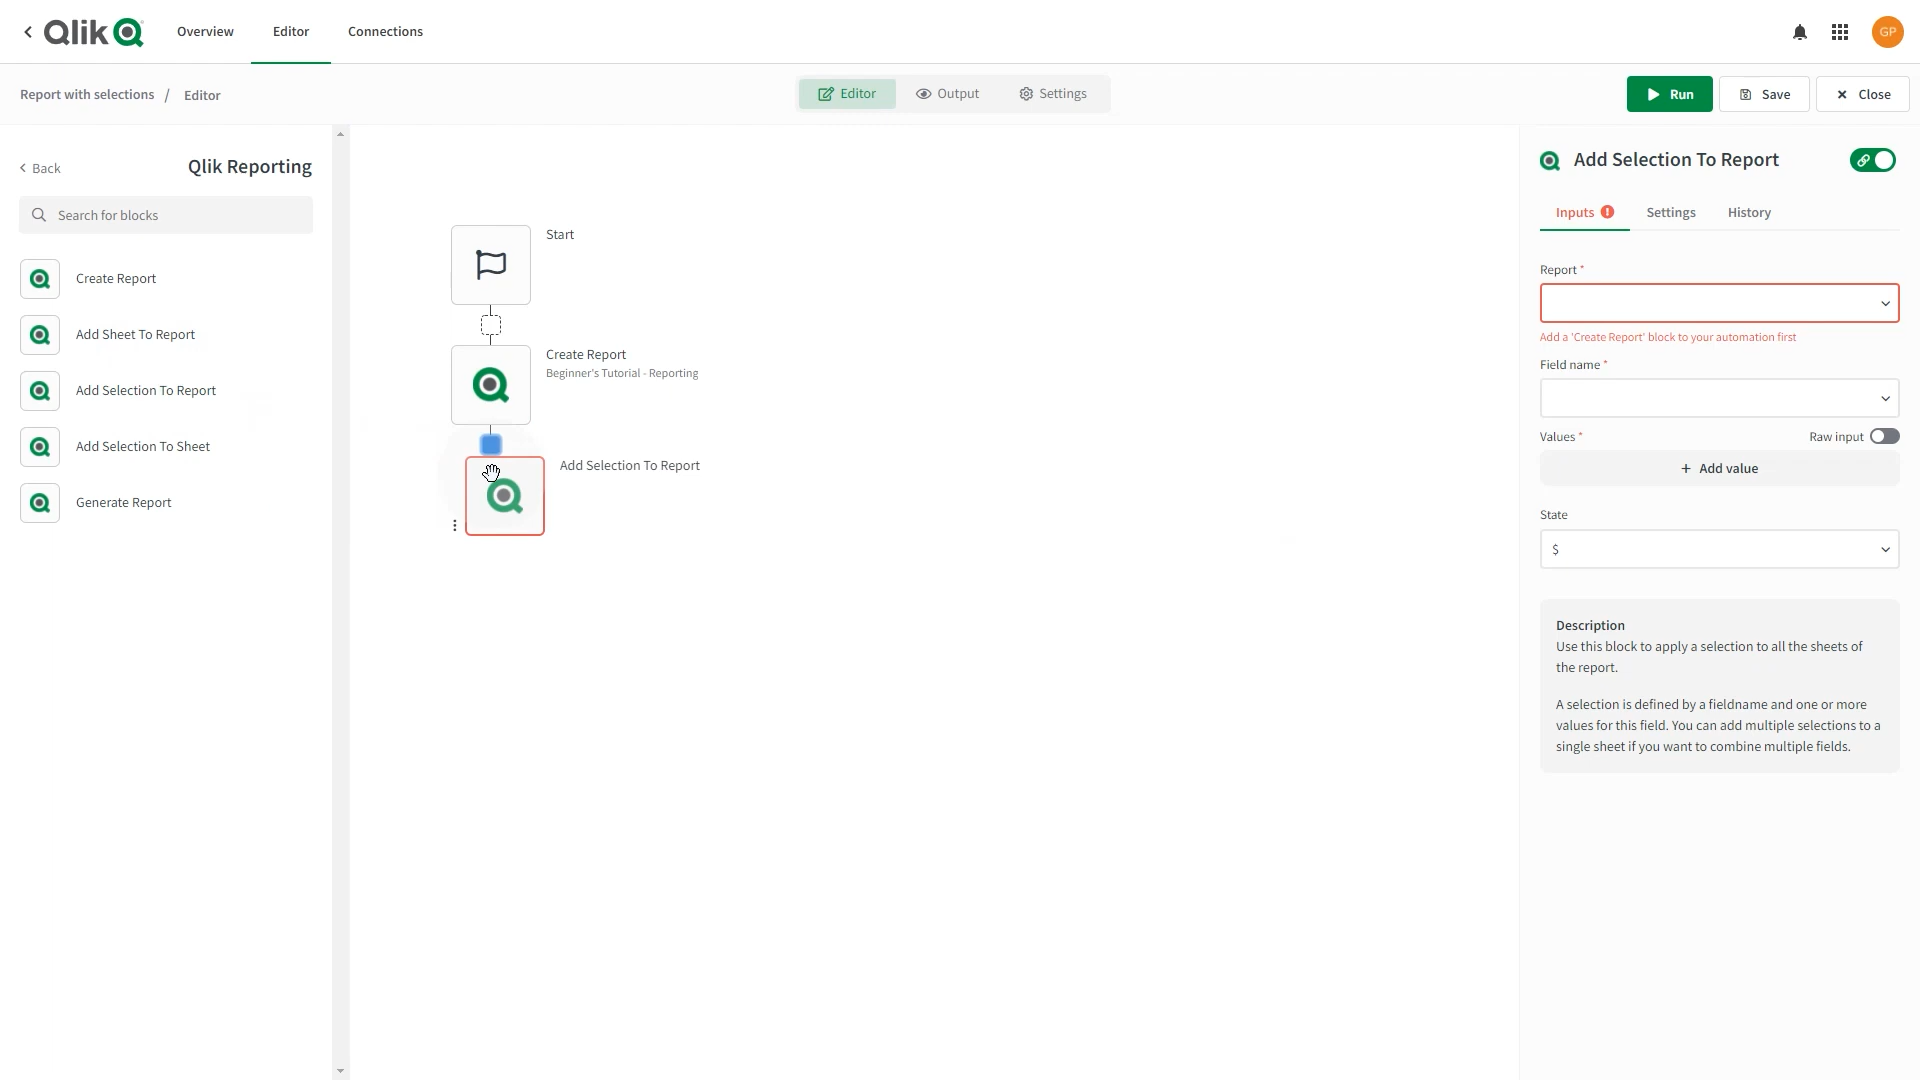 Qlik
Overview
Editor
Connections
GP
Report with selections / Editor
Editor
Output
Settings
Run
Save
Close
Back
Qlik Reporting
Search for blocks
Create Report
Add Sheet To Report
Add Selection To Report
Add Selection To Sheet
Generate Report
Start
Create Report
Beginner's Tutorial - Reporting
Add Selection To Report
Add Selection To Report
Inputs !
Settings
History
Report *
Add a 'Create Report' block to your automation first
Field name *
Values *
Raw input
+ Add value
State
$
Description
Use this block to apply a selection to all the sheets of
the report.
A selection is defined by a fieldname and one or more
values for this field. You can add multiple selections to a
single sheet if you want to combine multiple fields.